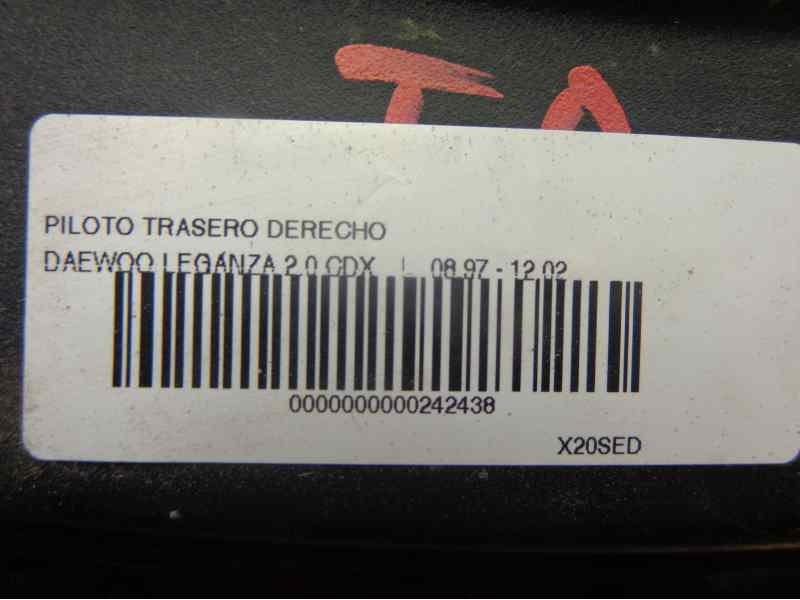 PILOTO TRASERO DERECHO
DAEWOO LEGANZA 2.0 CDX L 08.97 - 12.02
0000000000242438
X20SED